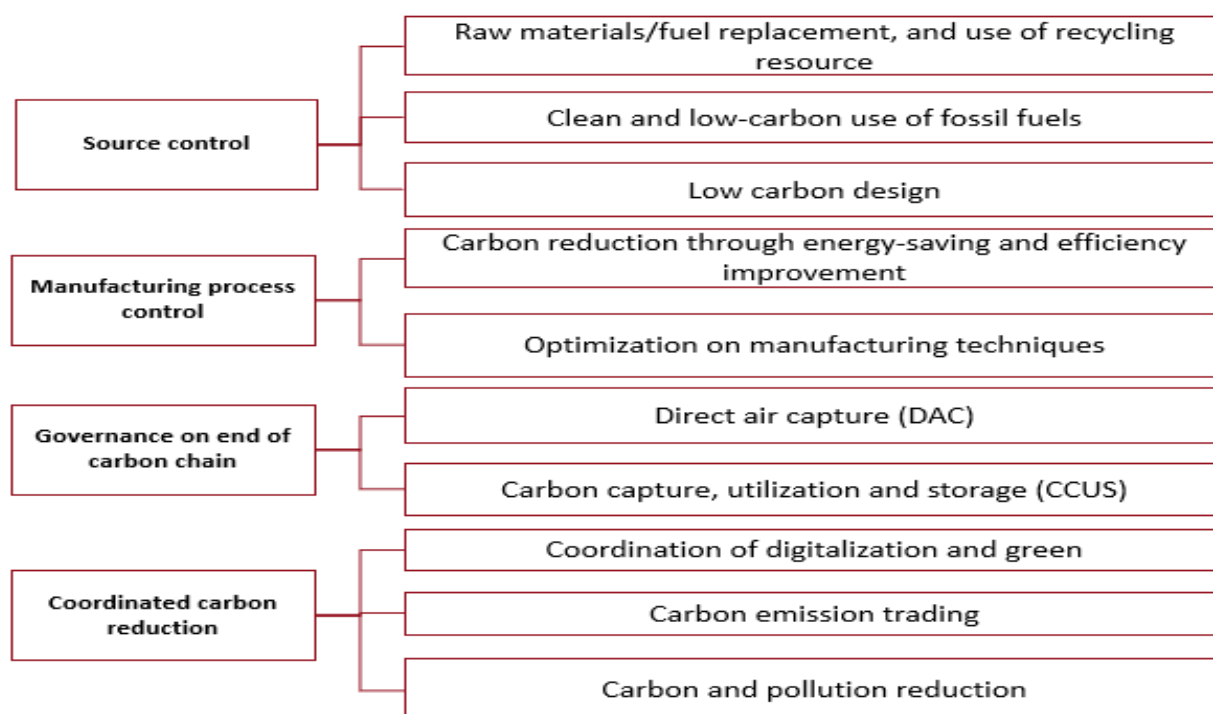 Source control
Raw materials/fuel replacement, and use of recycling
resource
Clean and low-carbon use of fossil fuels
Low carbon design
Manufacturing process
control
Carbon reduction through energy-saving and efficiency
improvement
Optimization on manufacturing techniques
Governance on end of
carbon chain
Direct air capture (DAC)
Carbon capture, utilization and storage (CCUS)
Coordinated carbon
reduction
Coordination of digitalization and green
Carbon emission trading
Carbon and pollution reduction